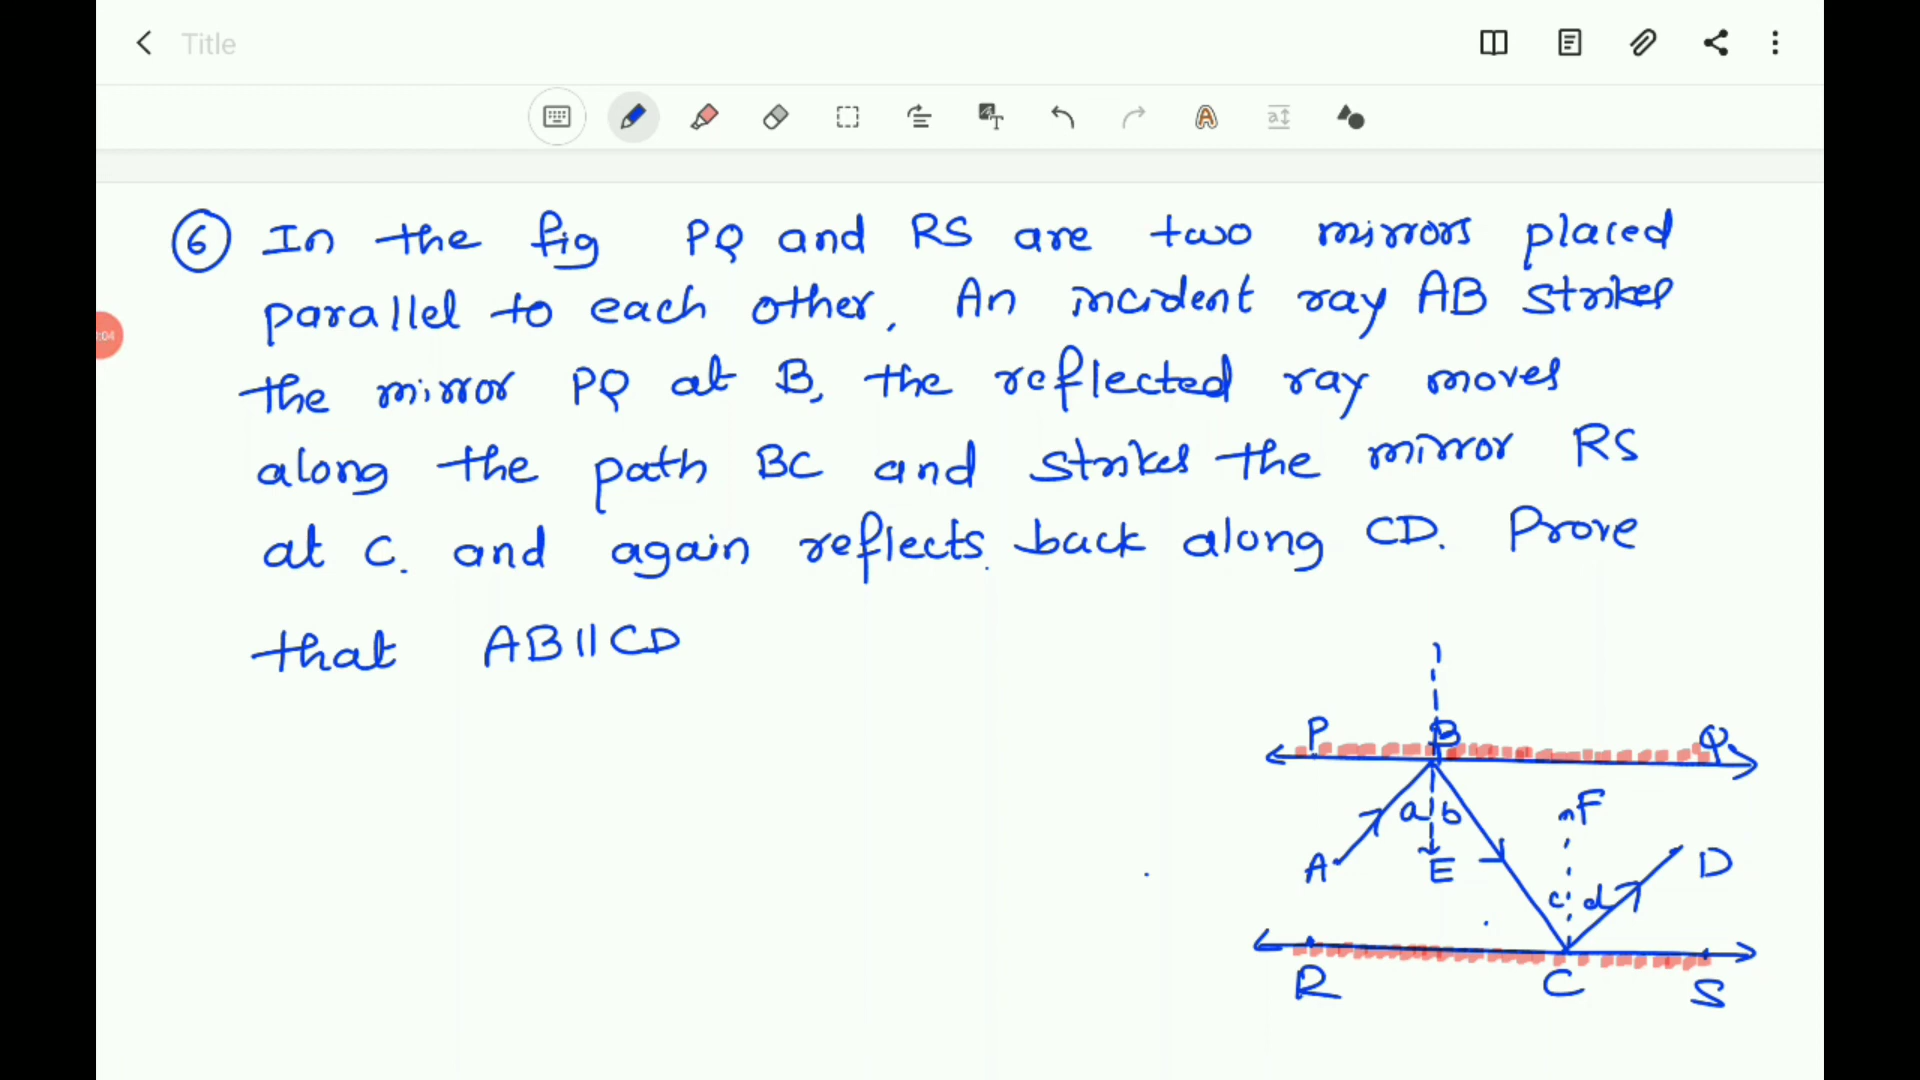 Title
6 In the fig PQ and RS are two mirrors placed
parallel to each other. An incident ray AB strikes
the mirror PQ at B, the reflected ray moves
along the path BC and strikes the mirror RS
at C. and again reflects back along CD. Prove
that AB||CD
P B Q
a b F
A E D
c d
R C S
:04